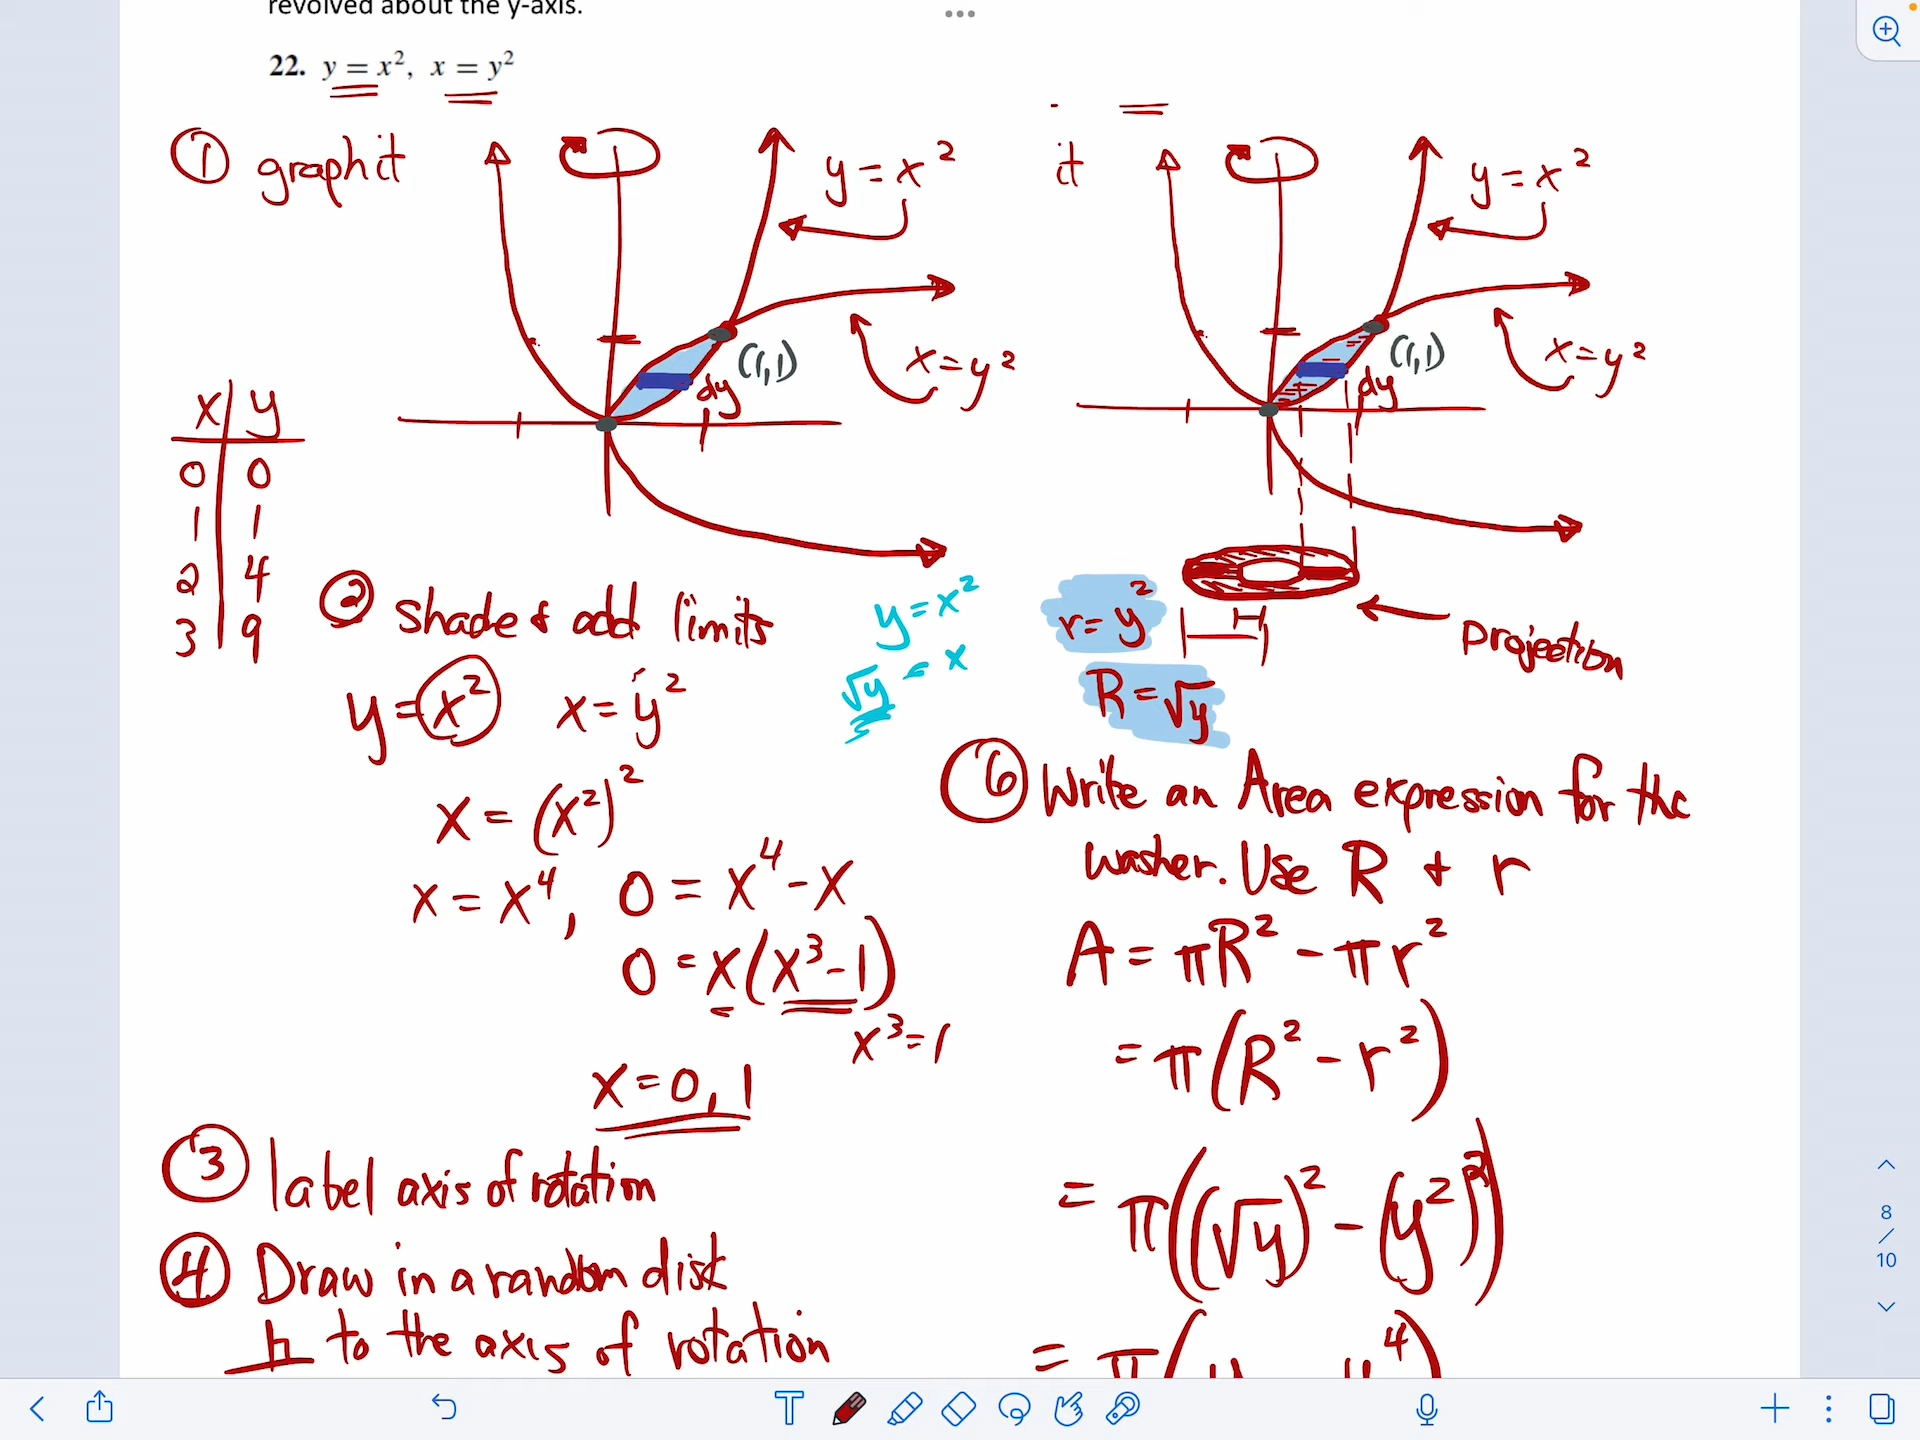 revolved about the y-axis.
22. y = x², x = y²
① graph it
y = x²
(1,1)
dy
x = y²
x y
0 0
1 1
2 4
3 9
② shade & add limits
y = x² x = y²
x = (x²)²
x = x⁴, 0 = x⁴ - x
0 = x(x³-1)
x³ = 1
x = 0, 1
③ label axis of rotation
④ Draw in a random disk
to the axis of rotation
y = x²
√y = x
it
y = x²
(1,1)
dy
x = y²
r = y²
R = √y
Projection
⑥ Write an Area expression for the
washer. Use R & r
A = πR² - πr²
= π(R² - r²)
= π((√y)² - (y²)²)
= π(y - y⁴)
8
/
10
T